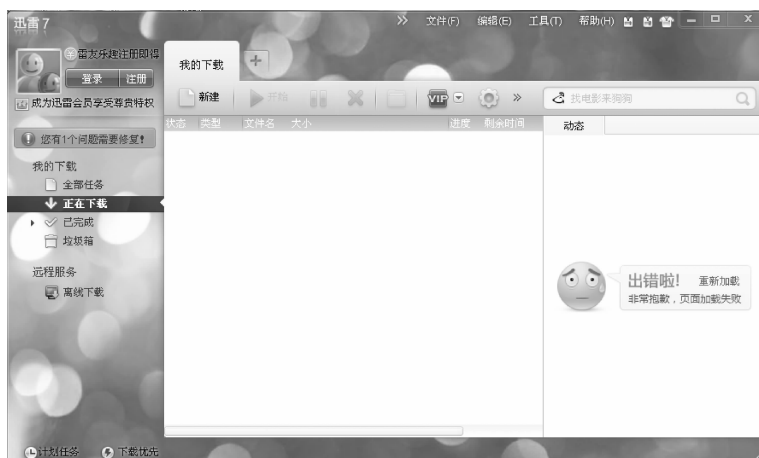 迅雷7
文件(F) 编辑(E) 工具(T) 帮助(H)
雷友乐趣注册即得
登录 注册
成为迅雷会员享受尊贵特权
我的下载
新建 开始 VIP
找电影来狗狗
您有1个问题需要修复!
状态 类型 文件名 大小 进度 剩余时间
动态
我的下载
全部任务
正在下载
已完成
垃圾箱
远程服务
离线下载
出错啦! 重新加载
非常抱歉，页面加载失败
计划任务 下载优先